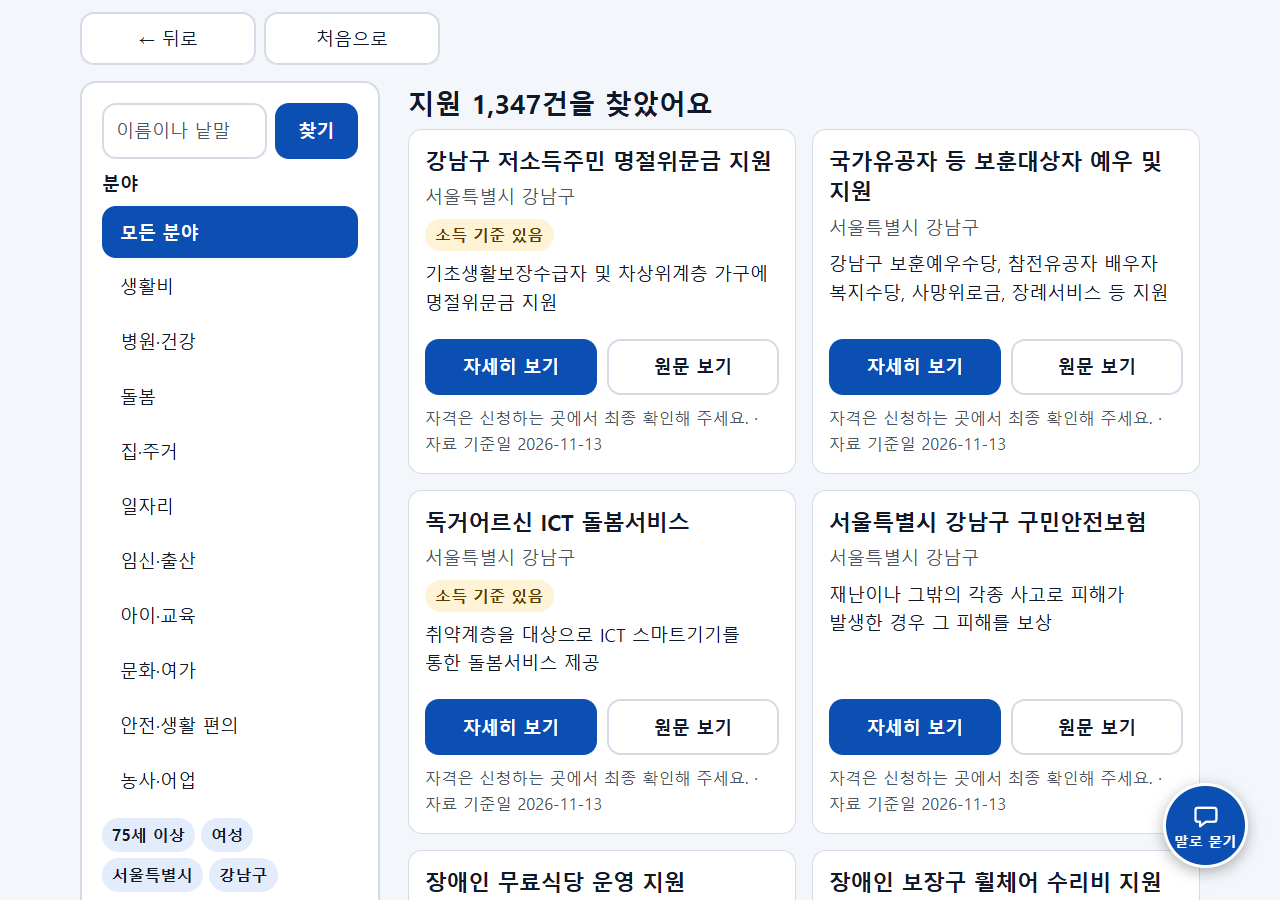 ← 뒤로
처음으로
이름이나 낱말
찾기
분야
모든 분야
생활비
병원·건강
돌봄
집·주거
일자리
임신·출산
아이·교육
문화·여가
안전·생활 편의
농사·어업
75세 이상
여성
서울특별시
강남구
지원 1,347건을 찾았어요
강남구 저소득주민 명절위문금 지원
서울특별시 강남구
소득 기준 있음
기초생활보장수급자 및 차상위계층 가구에
명절위문금 지원
자세히 보기
원문 보기
자격은 신청하는 곳에서 최종 확인해 주세요. ·
자료 기준일 2026-11-13
국가유공자 등 보훈대상자 예우 및
지원
서울특별시 강남구
강남구 보훈예우수당, 참전유공자 배우자
복지수당, 사망위로금, 장례서비스 등 지원
자세히 보기
원문 보기
자격은 신청하는 곳에서 최종 확인해 주세요. ·
자료 기준일 2026-11-13
독거어르신 ICT 돌봄서비스
서울특별시 강남구
소득 기준 있음
취약계층을 대상으로 ICT 스마트기기를
통한 돌봄서비스 제공
자세히 보기
원문 보기
자격은 신청하는 곳에서 최종 확인해 주세요. ·
자료 기준일 2026-11-13
서울특별시 강남구 구민안전보험
서울특별시 강남구
재난이나 그밖의 각종 사고로 피해가
발생한 경우 그 피해를 보상
자세히 보기
원문 보기
자격은 신청하는 곳에서 최종 확인해 주세요. ·
자료 기준일 2026-11-13
장애인 무료식당 운영 지원
장애인 보장구 휠체어 수리비 지원
말로 묻기